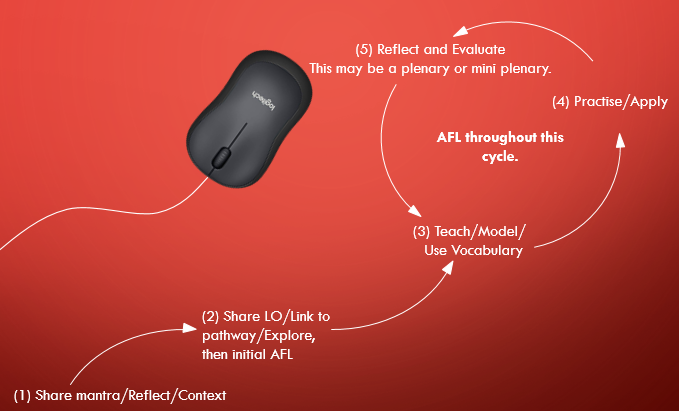 (5) Reflect and Evaluate
This may be a plenary or mini plenary.
(4) Practise/Apply
logitech
AFL throughout this
cycle.
(3) Teach/Model/
Use Vocabulary
(2) Share LO/Link to
pathway/Explore,
then initial AFL
(1) Share mantra/Reflect/Context